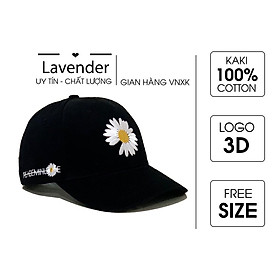 Lavender
UY TÍN - CHẤT LƯỢNG
GIAN HÀNG VNXK
KAKI
100%
COTTON
LOGO
3D
FREE
SIZE